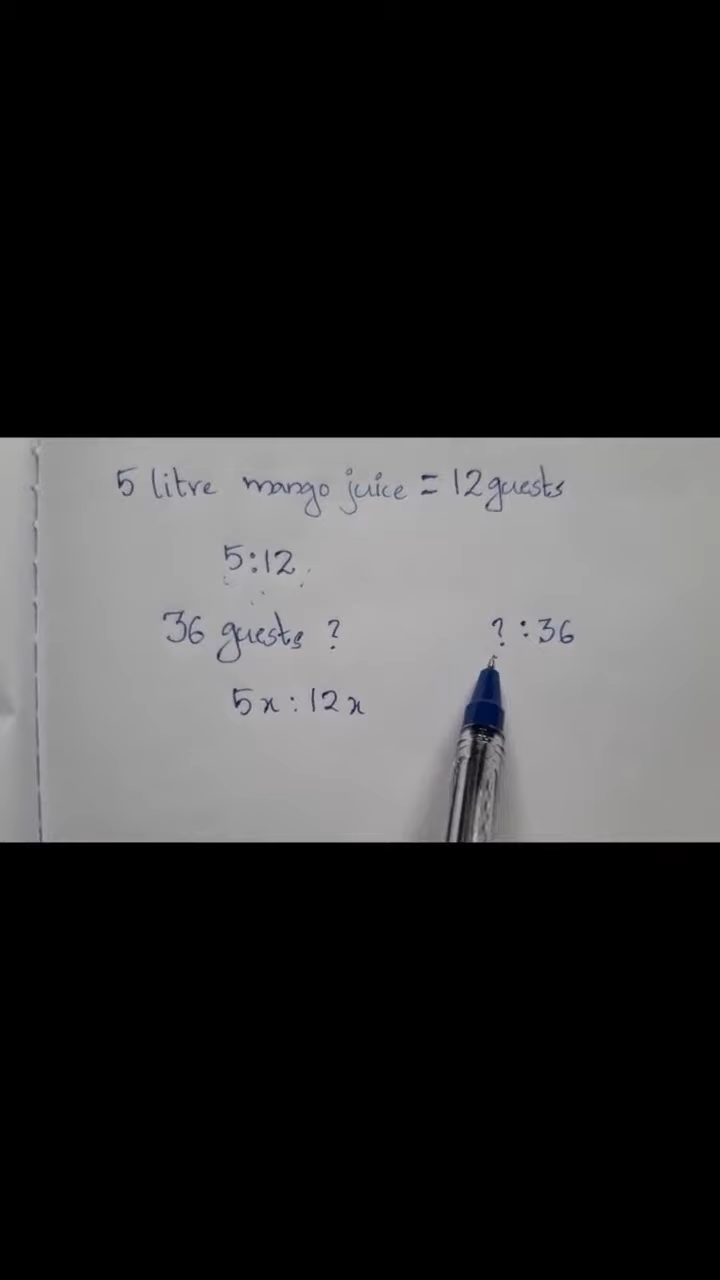 5 litre mango juice = 12 guests
5:12
36 guests ?
? : 36
5x : 12x